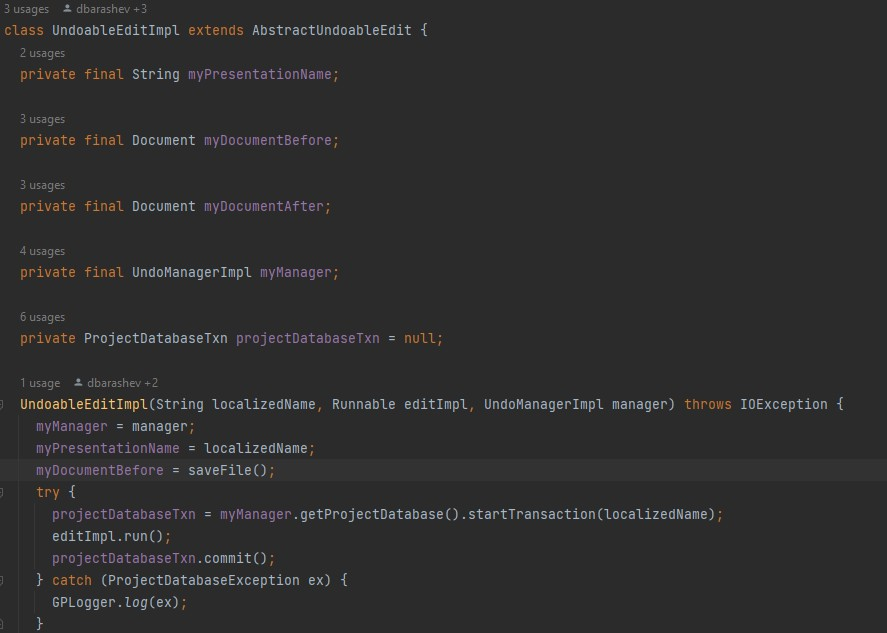 3 usages dbarashev +3
class UndoableEditImpl extends AbstractUndoableEdit {
2 usages
private final String myPresentationName;
3 usages
private final Document myDocumentBefore;
3 usages
private final Document myDocumentAfter;
4 usages
private final UndoManagerImpl myManager;
6 usages
private ProjectDatabaseTxn projectDatabaseTxn = null;
1 usage dbarashev +2
UndoableEditImpl(String localizedName, Runnable editImpl, UndoManagerImpl manager) throws IOException {
myManager = manager;
myPresentationName = localizedName;
myDocumentBefore = saveFile();
try {
projectDatabaseTxn = myManager.getProjectDatabase().startTransaction(localizedName);
editImpl.run();
projectDatabaseTxn.commit();
} catch (ProjectDatabaseException ex) {
GPLogger.log(ex);
}